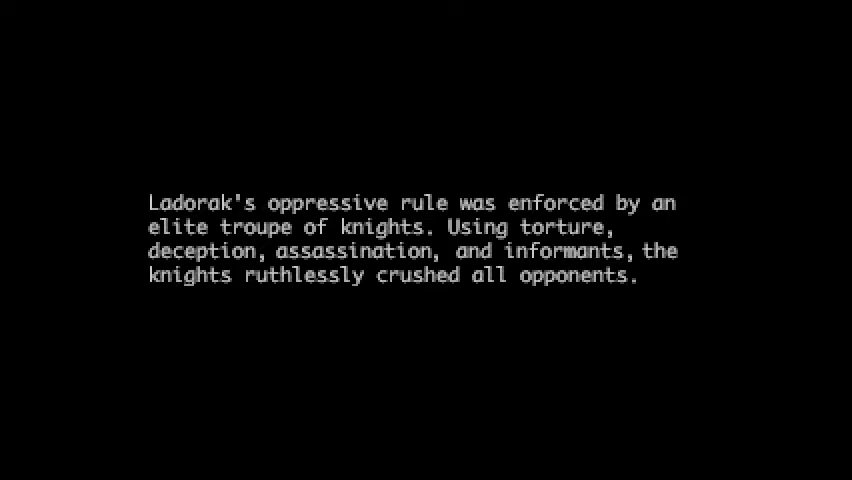 Ladorak's oppressive rule was enforced by an
elite troupe of knights. Using torture,
deception, assassination, and informants, the
knights ruthlessly crushed all opponents.